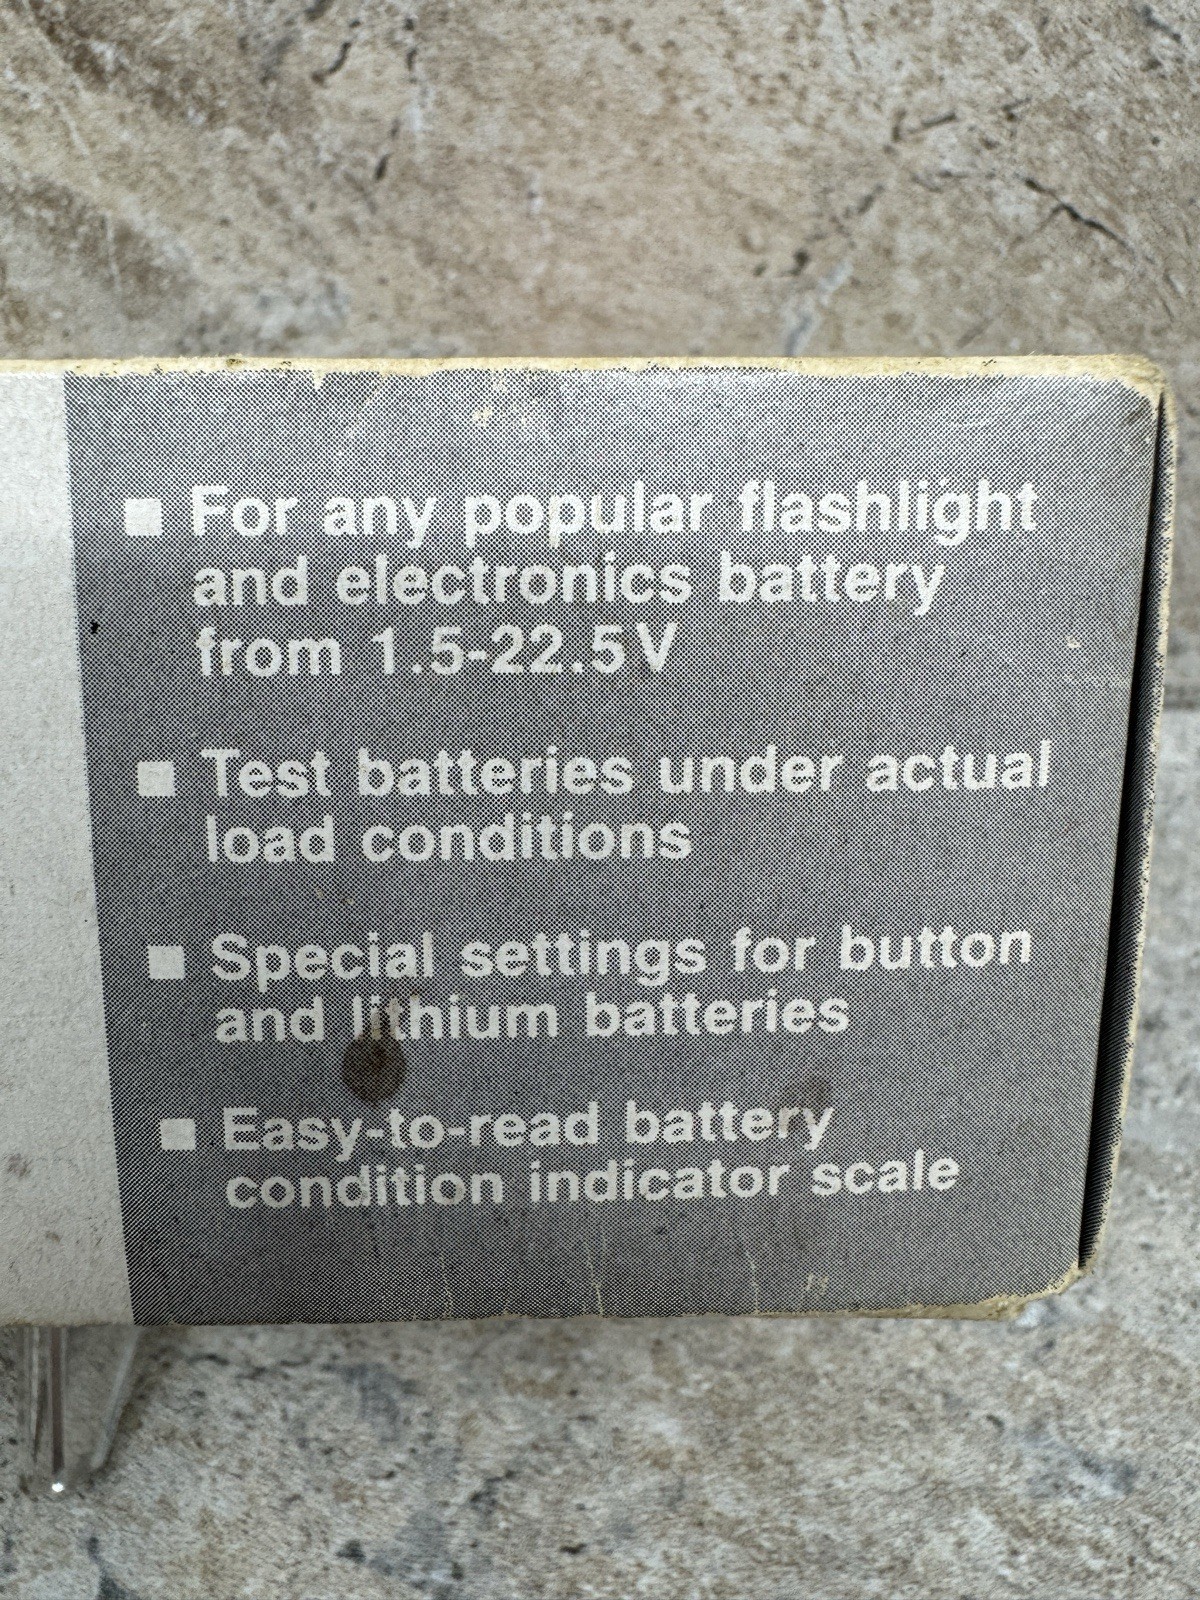 ■ For any popular flashlight
and electronics battery
from 1.5-22.5V
■ Test batteries under actual
load conditions
■ Special settings for button
and lithium batteries
■ Easy-to-read battery
condition indicator scale